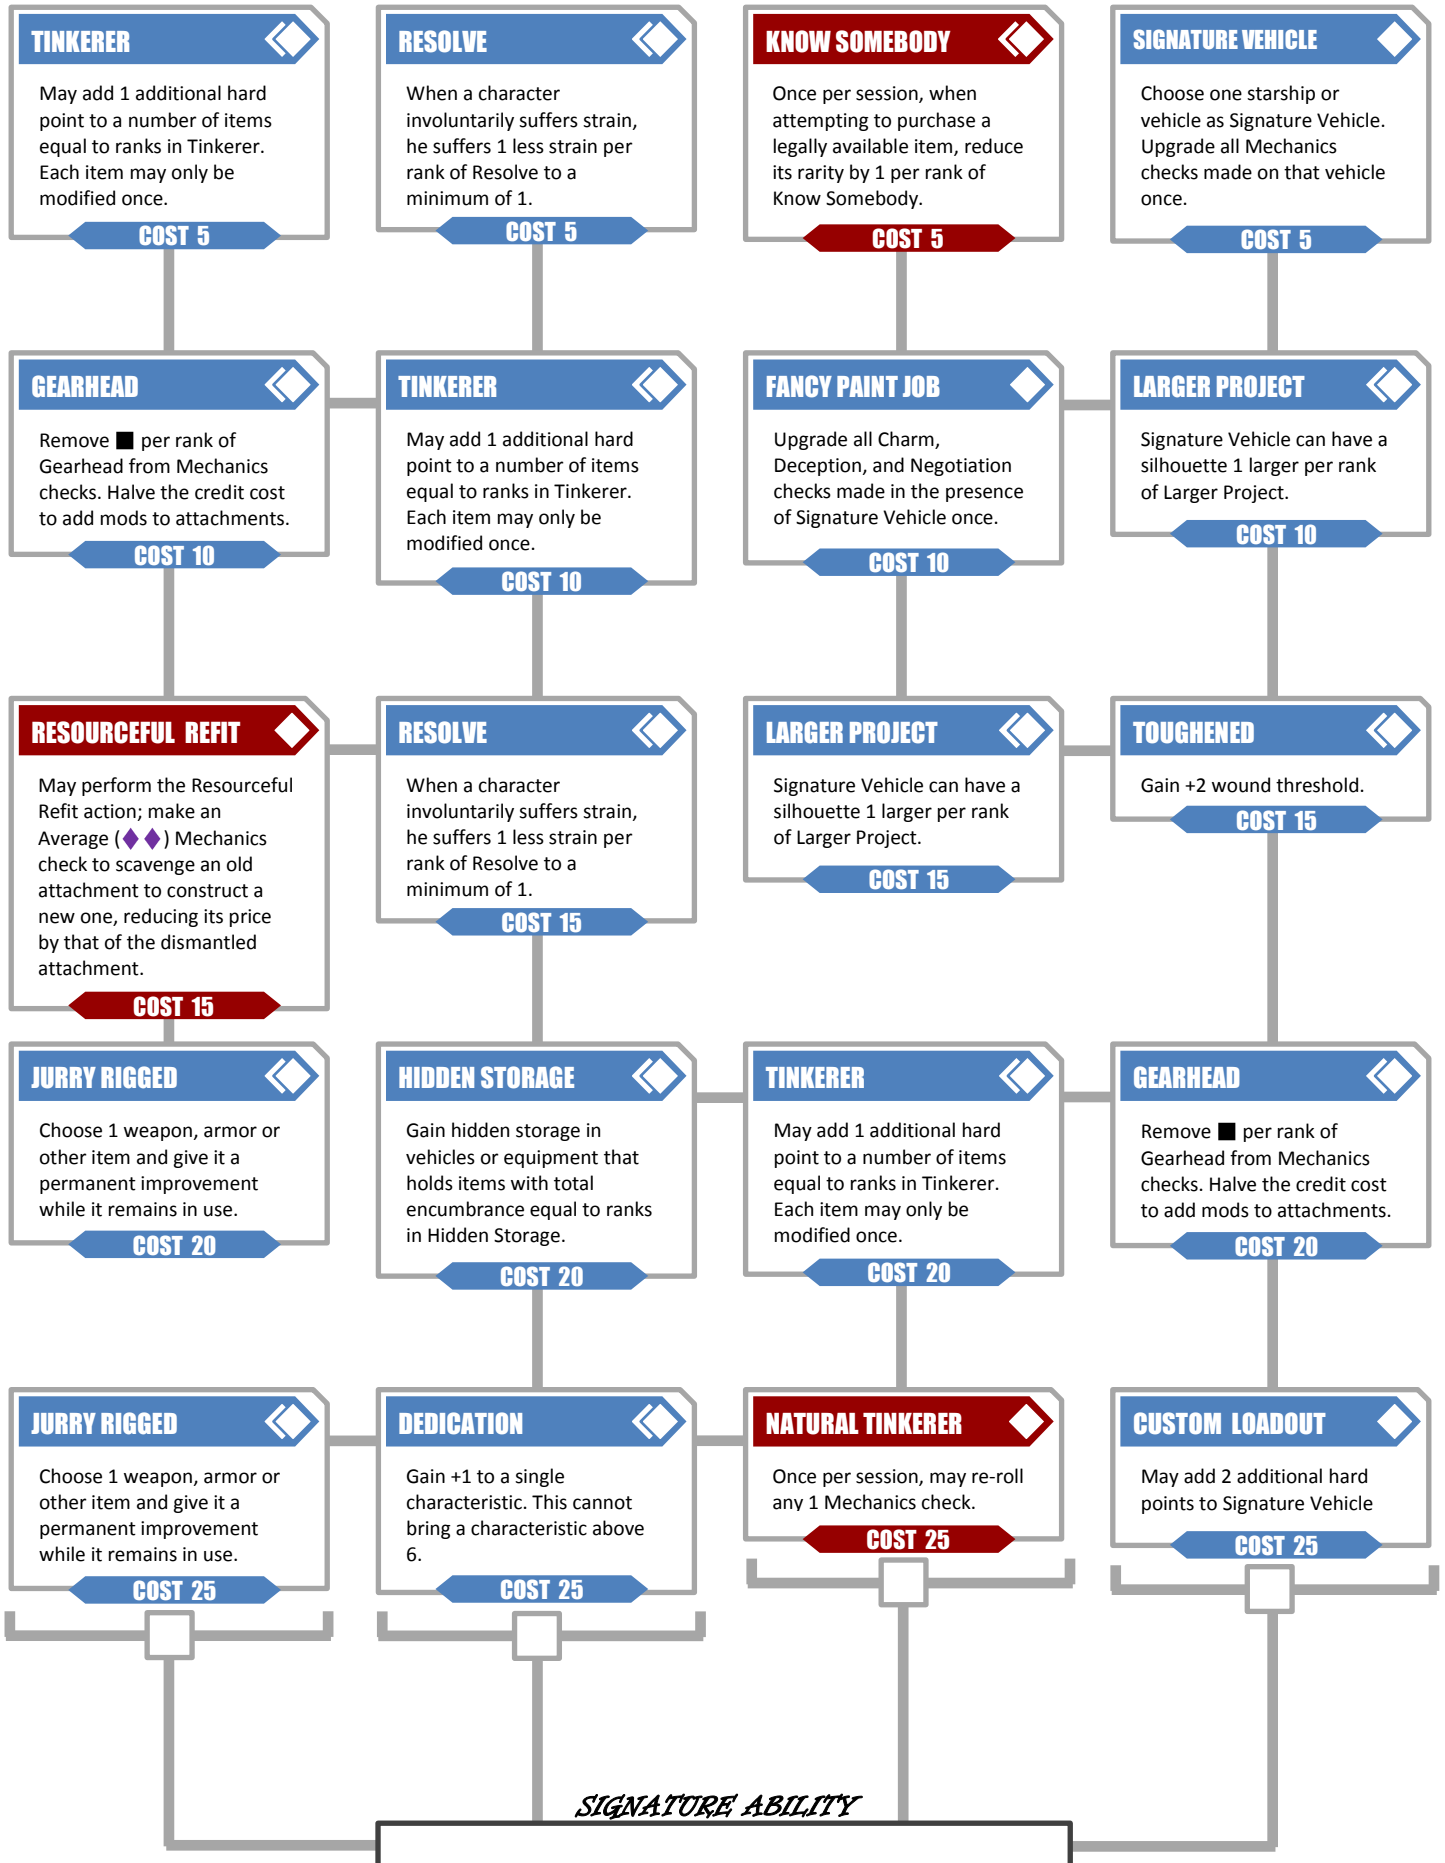 TINKERER
May add 1 additional hard
point to a number of items
equal to ranks in Tinkerer.
Each item may only be
modified once.
COST 5
RESOLVE
When a character
involuntarily suffers strain,
he suffers 1 less strain per
rank of Resolve to a
minimum of 1.
COST 5
KNOW SOMEBODY
Once per session, when
attempting to purchase a
legally available item, reduce
its rarity by 1 per rank of
Know Somebody.
COST 5
SIGNATURE VEHICLE
Choose one starship or
vehicle as Signature Vehicle.
Upgrade all Mechanics
checks made on that vehicle
once.
COST 5
GEARHEAD
Remove ■ per rank of
Gearhead from Mechanics
checks. Halve the credit cost
to add mods to attachments.
COST 10
TINKERER
May add 1 additional hard
point to a number of items
equal to ranks in Tinkerer.
Each item may only be
modified once.
COST 10
FANCY PAINT JOB
Upgrade all Charm,
Deception, and Negotiation
checks made in the presence
of Signature Vehicle once.
COST 10
LARGER PROJECT
Signature Vehicle can have a
silhouette 1 larger per rank
of Larger Project.
COST 10
RESOURCEFUL REFIT
May perform the Resourceful
Refit action; make an
Average (♦♦) Mechanics
check to scavenge an old
attachment to construct a
new one, reducing its price
by that of the dismantled
attachment.
COST 15
RESOLVE
When a character
involuntarily suffers strain,
he suffers 1 less strain per
rank of Resolve to a
minimum of 1.
COST 15
LARGER PROJECT
Signature Vehicle can have a
silhouette 1 larger per rank
of Larger Project.
COST 15
TOUGHENED
Gain +2 wound threshold.
COST 15
JURRY RIGGED
Choose 1 weapon, armor or
other item and give it a
permanent improvement
while it remains in use.
COST 20
HIDDEN STORAGE
Gain hidden storage in
vehicles or equipment that
holds items with total
encumbrance equal to ranks
in Hidden Storage.
COST 20
TINKERER
May add 1 additional hard
point to a number of items
equal to ranks in Tinkerer.
Each item may only be
modified once.
COST 20
GEARHEAD
Remove ■ per rank of
Gearhead from Mechanics
checks. Halve the credit cost
to add mods to attachments.
COST 20
JURRY RIGGED
Choose 1 weapon, armor or
other item and give it a
permanent improvement
while it remains in use.
COST 25
DEDICATION
Gain +1 to a single
characteristic. This cannot
bring a characteristic above
6.
COST 25
NATURAL TINKERER
Once per session, may re-roll
any 1 Mechanics check.
COST 25
CUSTOM LOADOUT
May add 2 additional hard
points to Signature Vehicle
COST 25
SIGNATURE ABILITY